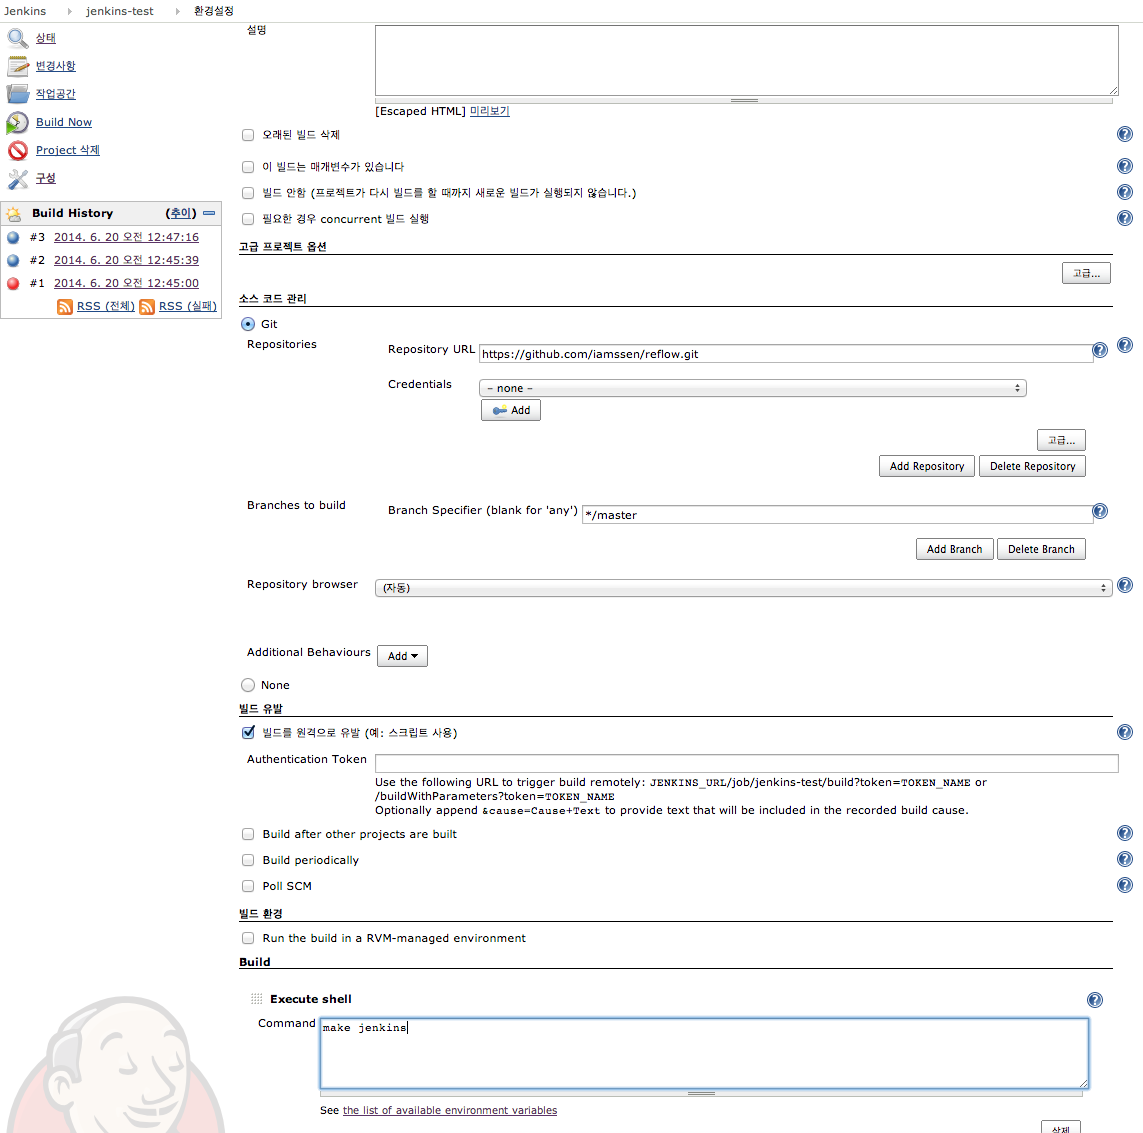 Jenkins jenkins-test 환경설정
상태
변경사항
작업공간
Build Now
Project 삭제
구성
Build History (추이)
#3 2014. 6. 20 오전 12:47:16
#2 2014. 6. 20 오전 12:45:39
#1 2014. 6. 20 오전 12:45:00
RSS (전체) RSS (실패)
설명
[Escaped HTML] 미리보기
오래된 빌드 삭제
이 빌드는 매개변수가 있습니다
빌드 안함 (프로젝트가 다시 빌드를 할 때까지 새로운 빌드가 실행되지 않습니다.)
필요한 경우 concurrent 빌드 실행
고급 프로젝트 옵션
고급...
소스 코드 관리
Git
Repositories
Repository URL https://github.com/iamssen/reflow.git
Credentials - none -
Add
고급...
Add Repository Delete Repository
Branches to build
Branch Specifier (blank for 'any') */master
Add Branch Delete Branch
Repository browser (자동)
Additional Behaviours Add
None
빌드 유발
빌드를 원격으로 유발 (예: 스크립트 사용)
Authentication Token
Use the following URL to trigger build remotely: JENKINS_URL/job/jenkins-test/build?token=TOKEN_NAME or
/buildWithParameters?token=TOKEN_NAME
Optionally append &cause=Cause+Text to provide text that will be included in the recorded build cause.
Build after other projects are built
Build periodically
Poll SCM
빌드 환경
Run the build in a RVM-managed environment
Build
Execute shell
Command make jenkins
See the list of available environment variables
삭제